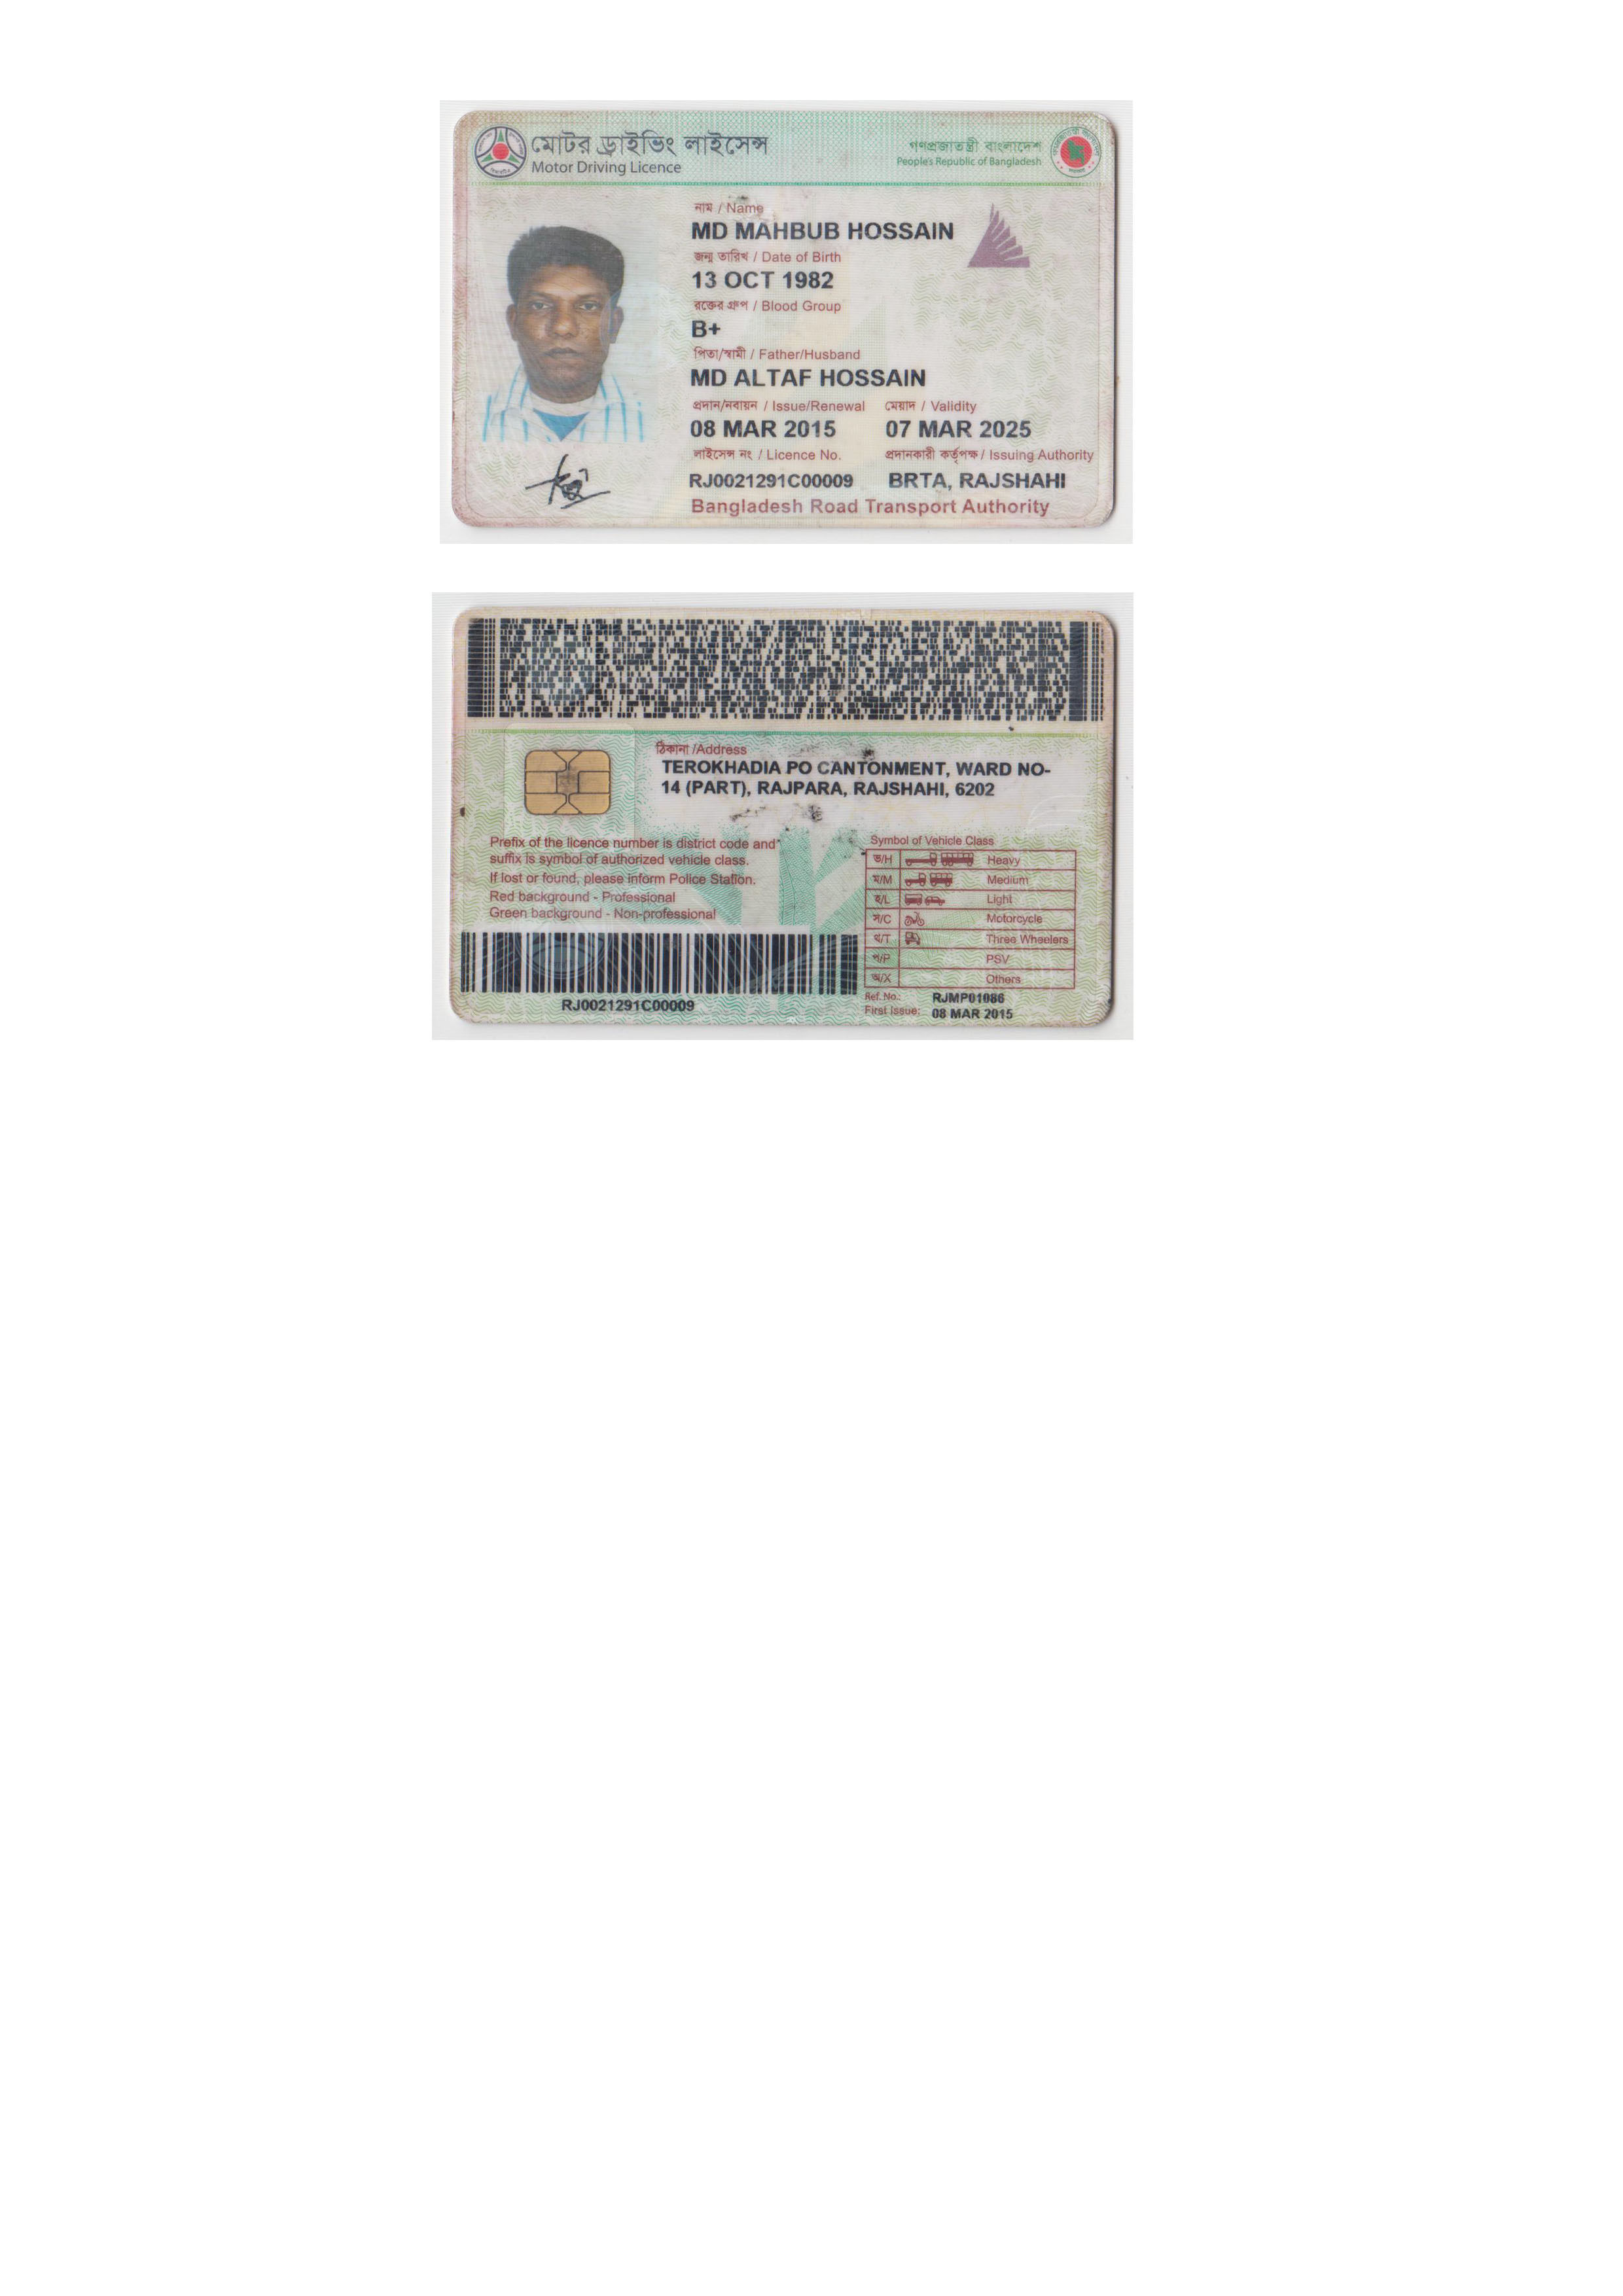 মোটর ড্রাইভিং লাইসেন্স
Motor Driving Licence
গণপ্রজাতন্ত্রী বাংলাদেশ
People's Republic of Bangladesh
নাম / Name
MD MAHBUB HOSSAIN
জন্ম তারিখ / Date of Birth
13 OCT 1982
রক্তের গ্রুপ / Blood Group
B+
পিতা/স্বামী / Father/Husband
MD ALTAF HOSSAIN
প্রদান/নবায়ন / Issue/Renewal মেয়াদ / Validity
08 MAR 2015 07 MAR 2025
লাইসেন্স নং / Licence No. প্রদানকারী কর্তৃপক্ষ / Issuing Authority
RJ0021291C00009 BRTA, RAJSHAHI
Bangladesh Road Transport Authority
ঠিকানা /Address
TEROKHADIA PO CANTONMENT, WARD NO-
14 (PART), RAJPARA, RAJSHAHI, 6202
Prefix of the licence number is district code and
suffix is symbol of authorized vehicle class.
If lost or found, please inform Police Station.
Red background - Professional
Green background - Non-professional
RJ0021291C00009
Symbol of Vehicle Class
ভ/H Heavy
ম/M Medium
হ/L Light
স/C Motorcycle
থ/T Three Wheelers
প/P PSV
অ/X Others
Ref. No.: RJMP01086
First Issue: 08 MAR 2015